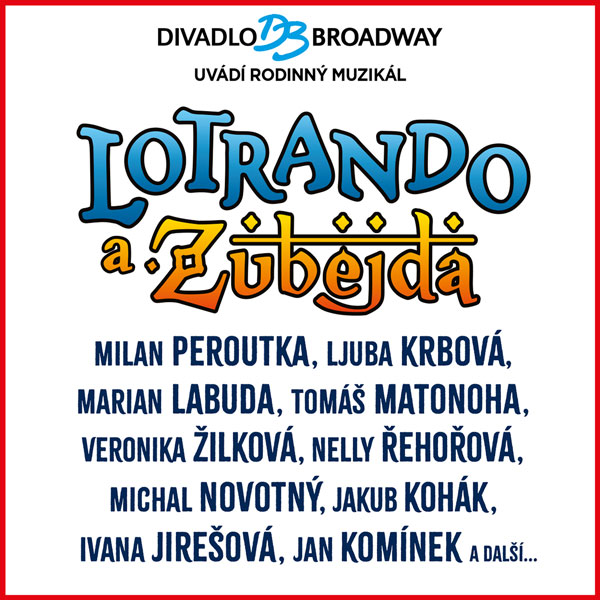 DIVADLO DB BROADWAY
UVÁDÍ RODINNÝ MUZIKÁL
LOTRANDO
a Zubejda
MILAN PEROUTKA, LJUBA KRBOVÁ,
MARIAN LABUDA, TOMÁŠ MATONOHA,
VERONIKA ŽILKOVÁ, NELLY ŘEHOŘOVÁ,
MICHAL NOVOTNÝ, JAKUB KOHÁK,
IVANA JIREŠOVÁ, JAN KOMÍNEK A DALŠÍ...